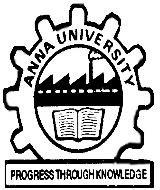 ANNA UNIVERSITY
PROGRESS THROUGH KNOWLEDGE